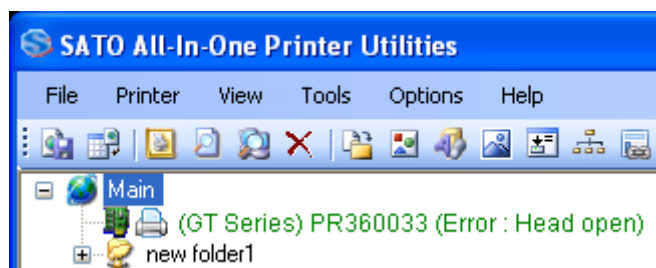 SATO All-In-One Printer Utilities
File Printer View Tools Options Help
Main
(GT Series) PR360033 (Error : Head open)
new folder1